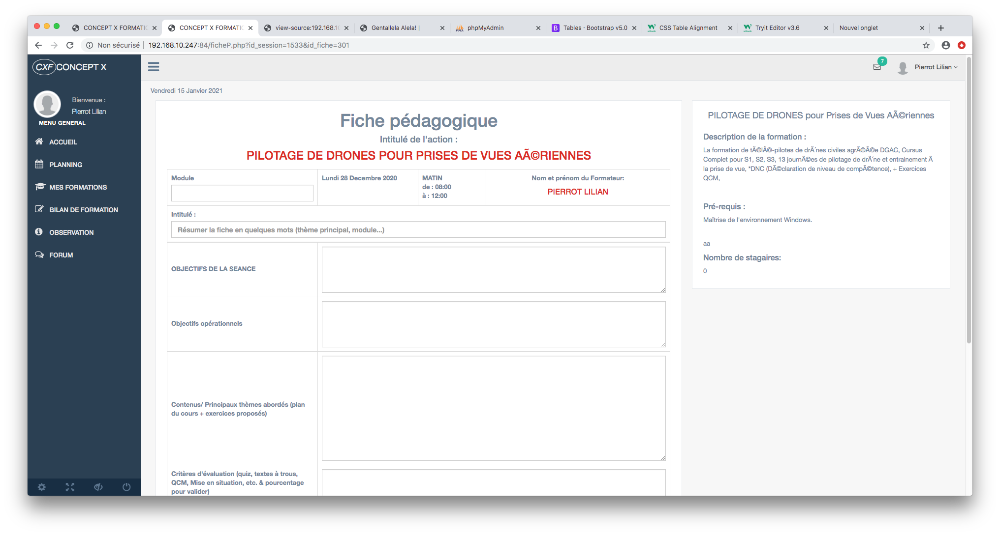 CONCEPT X FORMATIC
CONCEPT X FORMATIC
view-source:192.168.10
Gentallela Alela! |
phpMyAdmin
Tables · Bootstrap v5.0
CSS Table Alignment
Tryit Editor v3.6
Nouvel onglet
Non sécurisé
192.168.10.247:84/ficheP.php?id_session=1533&id_fiche=301
CXF CONCEPT X
7
Pierrot Lilian
Bienvenue :
Pierrot Lilian
MENU GENERAL
ACCUEIL
PLANNING
MES FORMATIONS
BILAN DE FORMATION
OBSERVATION
FORUM
Vendredi 15 Janvier 2021
Fiche pédagogique
Intitulé de l'action :
PILOTAGE DE DRONES POUR PRISES DE VUES AÃ©RIENNES
Module
Lundi 28 Decembre 2020
MATIN
de : 08:00
à : 12:00
Nom et prénom du Formateur:
PIERROT LILIAN
Intitulé :
Résumer la fiche en quelques mots (thème principal, module...)
OBJECTIFS DE LA SEANCE
Objectifs opérationnels
Contenus/ Principaux thèmes abordés (plan
du cours + exercices proposés)
Critères d'évaluation (quiz, textes à trous,
QCM, Mise en situation, etc. & pourcentage
pour valider)
PILOTAGE DE DRONES pour Prises de Vues AÃ©riennes
Description de la formation :
La formation de tÃ©lÃ©-pilotes de drÃ´nes civiles agrÃ©Ã©e DGAC, Cursus
Complet pour S1, S2, S3, 13 journÃ©es de pilotage de drÃ´ne et entrainement Ã
la prise de vue, *DNC (DÃ©claration de niveau de compÃ©tence), + Exercices
QCM,
Pré-requis :
Maîtrise de l'environnement Windows.
aa
Nombre de stagaires:
0